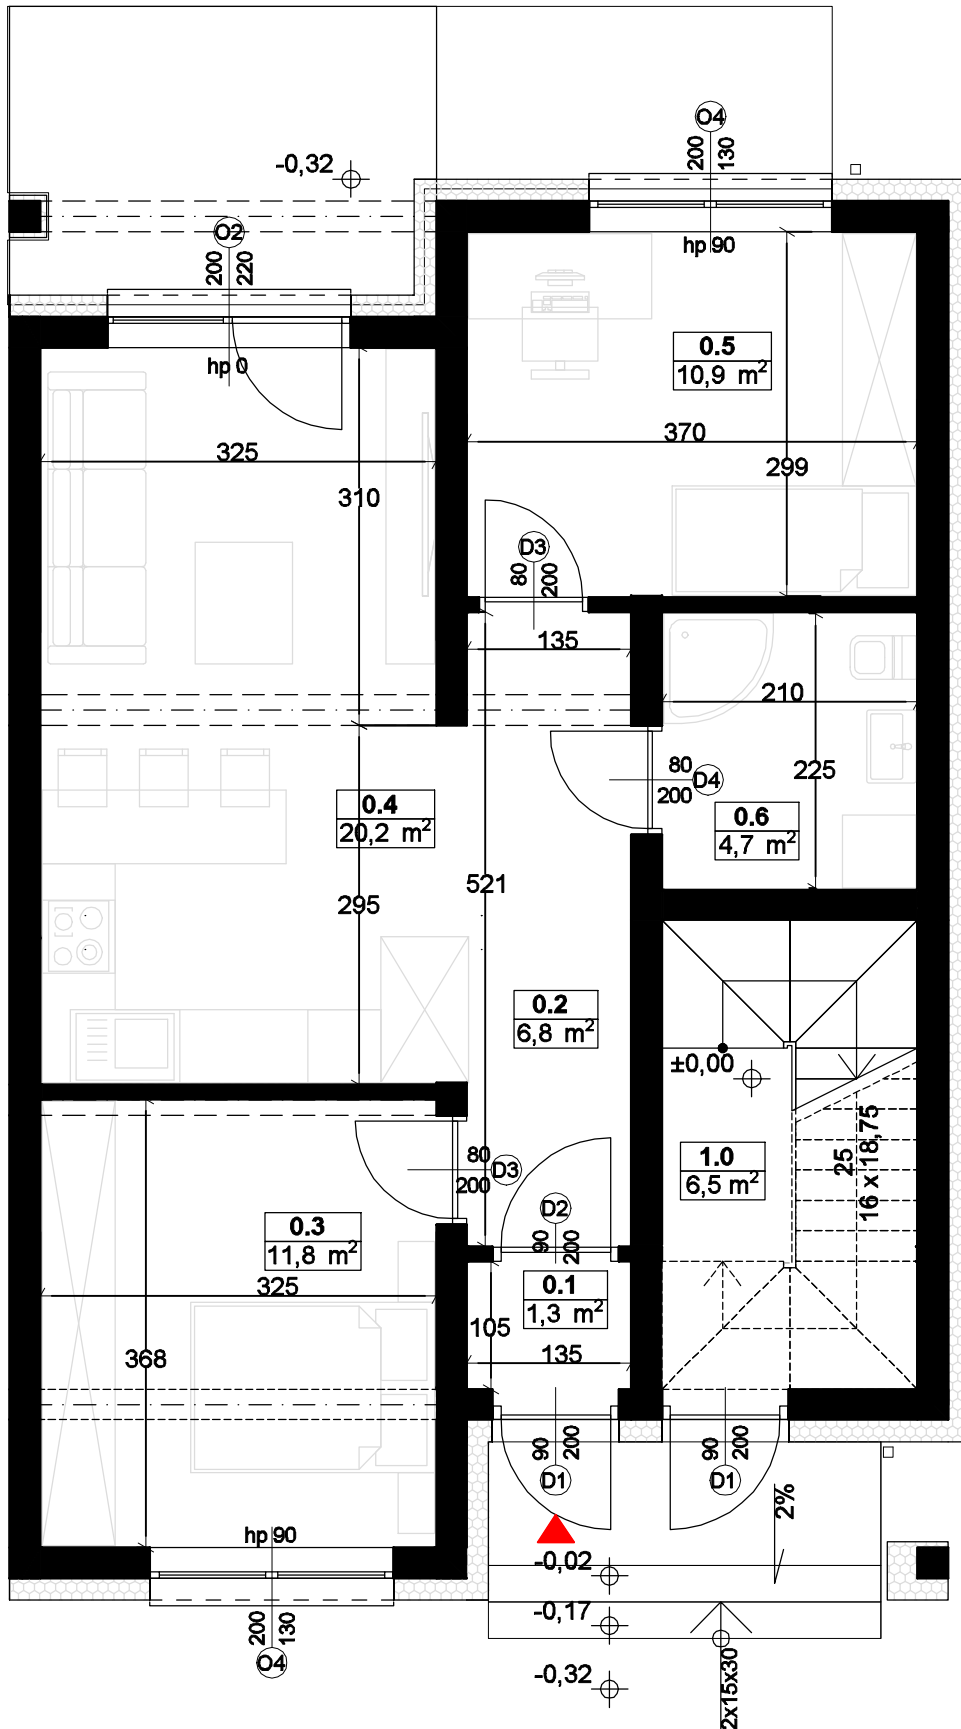 O4
200
130
-0,32
O2
200
220
hp 90
hp 0
0.5
10,9 m²
370
325
299
310
D3
80
200
135
210
80
D4
200
225
0.4
20,2 m²
0.6
4,7 m²
521
295
0.2
6,8 m²
±0,00
25
16 x 18,75
1.0
6,5 m²
80
D3
200
D2
90
200
0.3
11,8 m²
325
0.1
1,3 m²
105
135
368
90
200
D1
90
200
D1
2%
hp 90
-0,02
-0,17
-0,32
200
130
O4
2x15x30